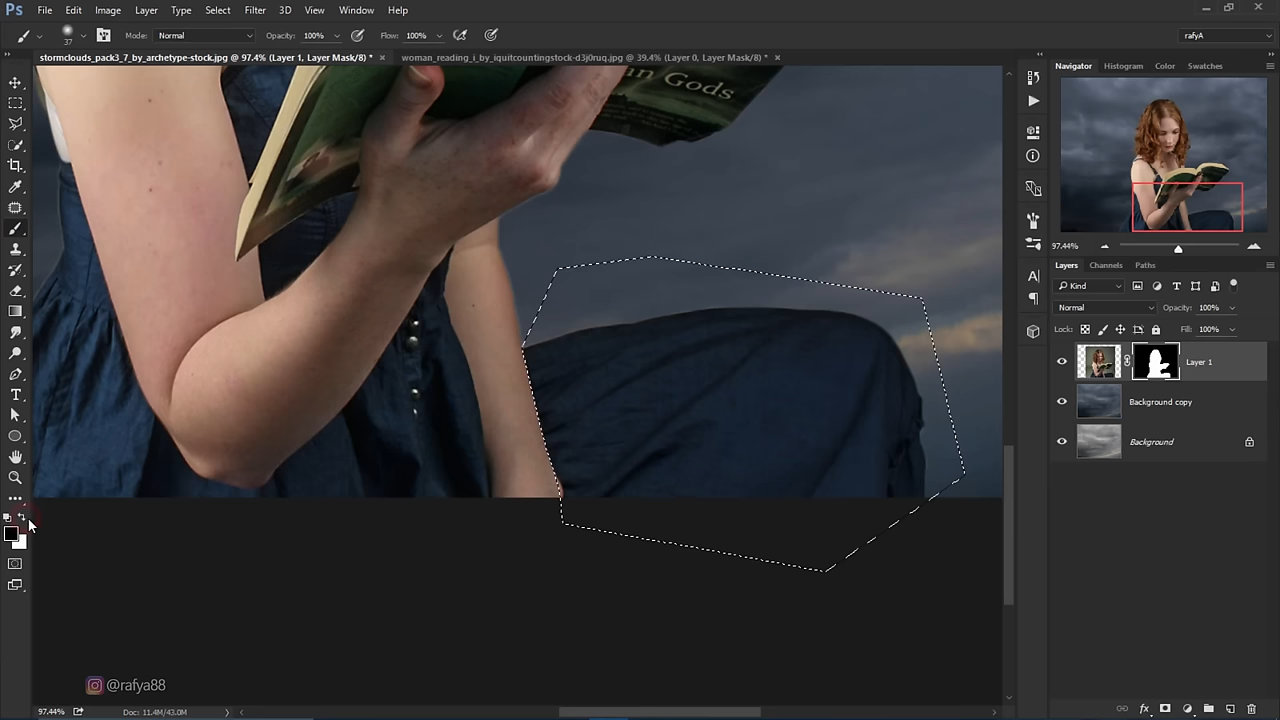 Ps File Edit Image Layer Type Select Filter 3D View Window Help
37 Mode: Normal Opacity: 100% Flow: 100% rafyA
stormclouds_pack3_7_by_archetype-stock.jpg @ 97.4% (Layer 1, Layer Mask/8) * woman_reading_i_by_iquitcountingstock-d3j0ruq.jpg @ 39.4% (Layer 0, Layer Mask/8) *
Navigator Histogram Color Swatches
an Gods
97.44%
Layers Channels Paths
Kind
Normal Opacity: 100%
Lock: Fill: 100%
Layer 1
Background copy
Background
@rafya88
97.44% Doc: 11.4M/43.0M